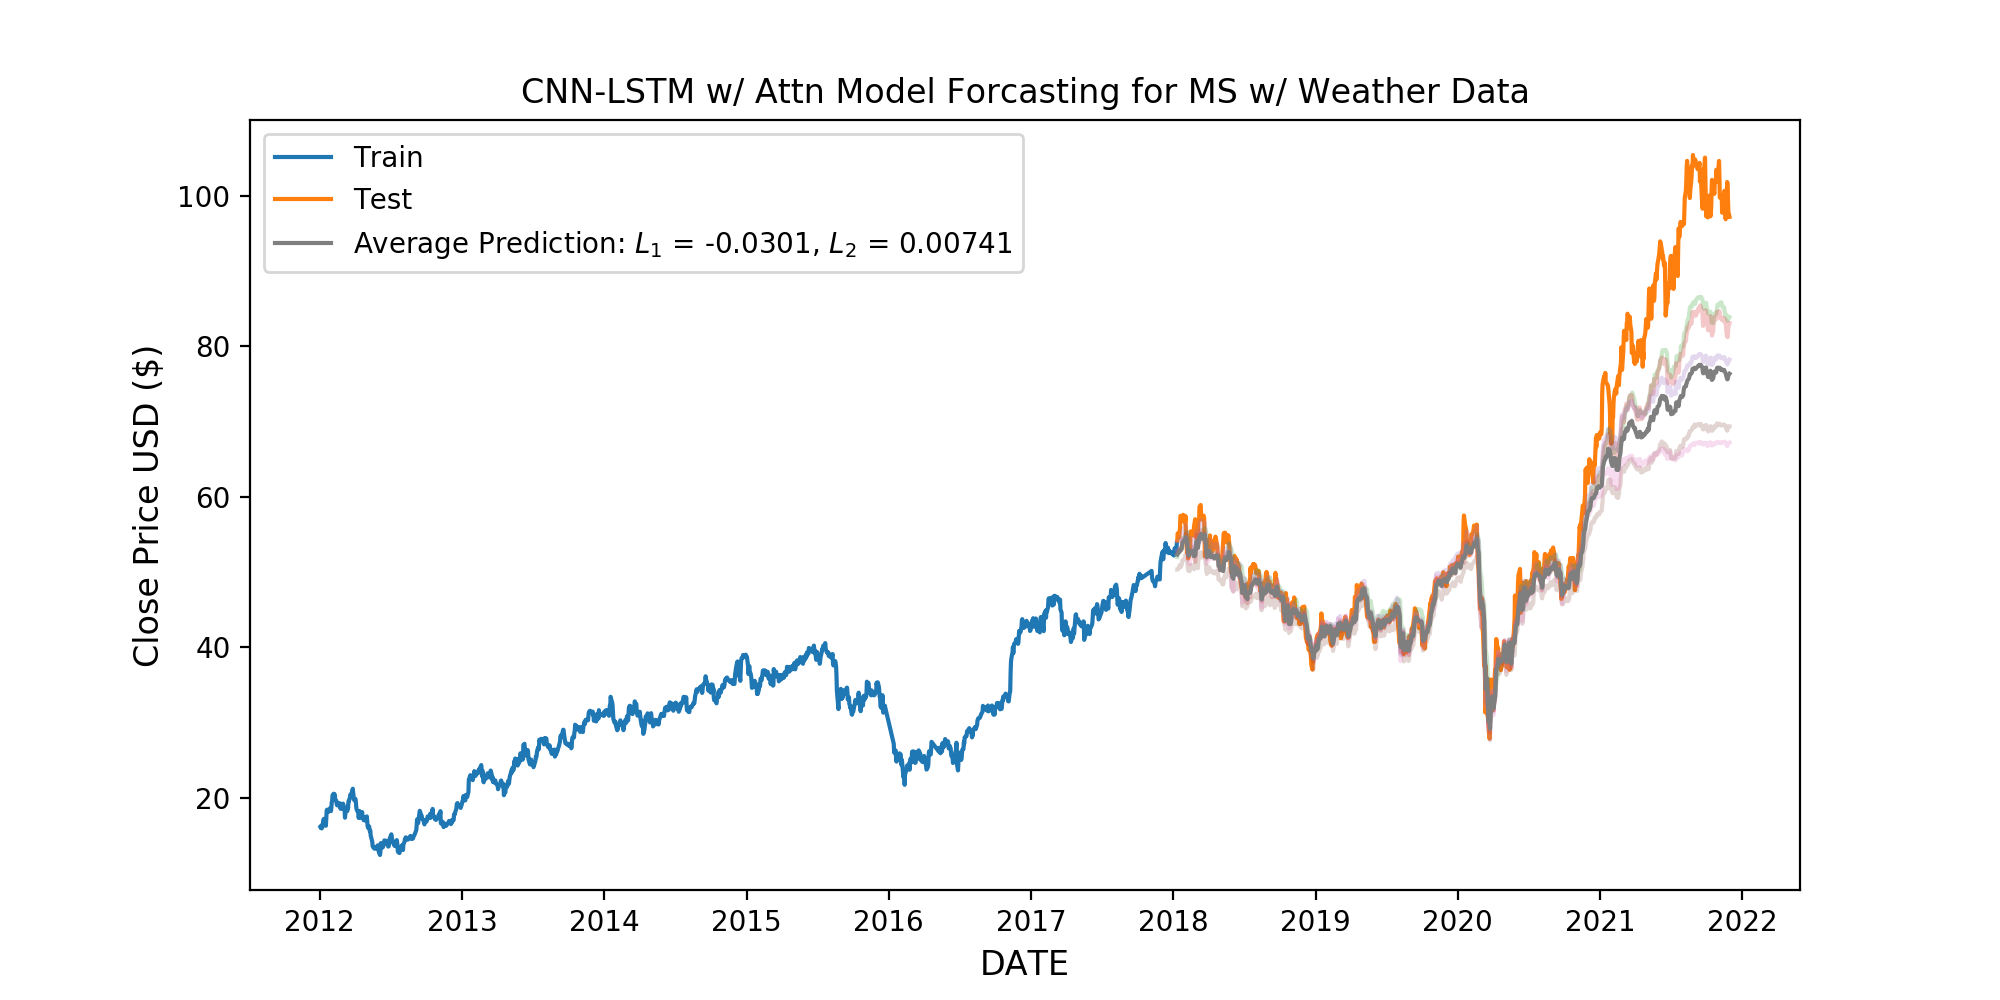 CNN-LSTM w/ Attn Model Forcasting for MS w/ Weather Data
Train
Test
Average Prediction: L₁ = -0.0301, L₂ = 0.00741
Close Price USD ($)
100
80
60
40
20
2012 2013 2014 2015 2016 2017 2018 2019 2020 2021 2022
DATE